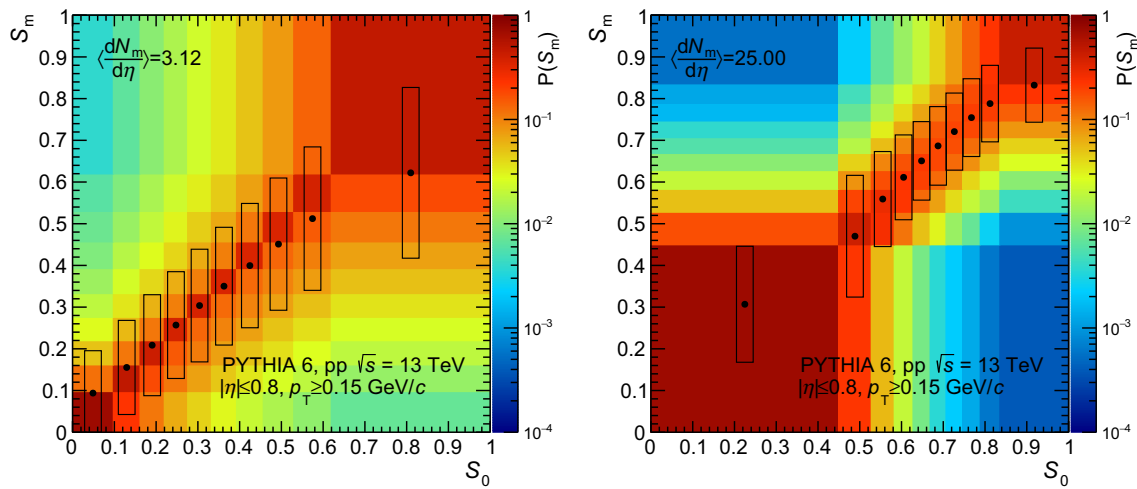 S_m
1
0.9
0.8
0.7
0.6
0.5
0.4
0.3
0.2
0.1
0
⟨dN_m/dη⟩=3.12
PYTHIA 6, pp √s = 13 TeV
|η|≤0.8, p_T≥0.15 GeV/c
0 0.1 0.2 0.3 0.4 0.5 0.6 0.7 0.8 0.9 1
S_0
1
10^−1
10^−2
10^−3
10^−4
P(S_m)
S_m
1
0.9
0.8
0.7
0.6
0.5
0.4
0.3
0.2
0.1
0
⟨dN_m/dη⟩=25.00
PYTHIA 6, pp √s = 13 TeV
|η|≤0.8, p_T≥0.15 GeV/c
0 0.1 0.2 0.3 0.4 0.5 0.6 0.7 0.8 0.9 1
S_0
1
10^−1
10^−2
10^−3
10^−4
P(S_m)